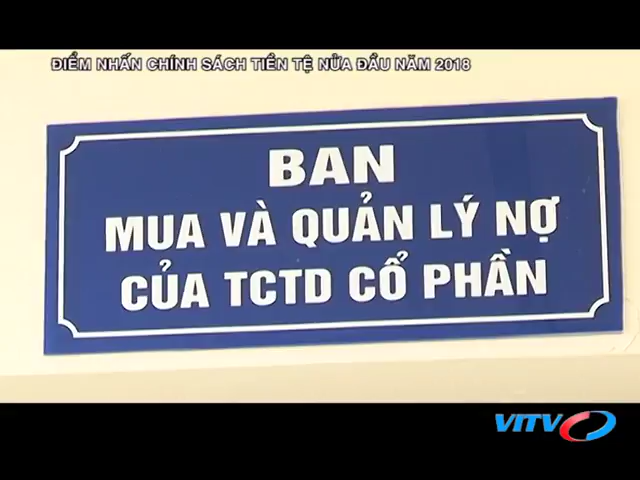 ĐIỂM NHẤN CHÍNH SÁCH TIỀN TỆ NỬA ĐẦU NĂM 2018
BAN
MUA VÀ QUẢN LÝ NỢ
CỦA TCTD CỔ PHẦN
VITV